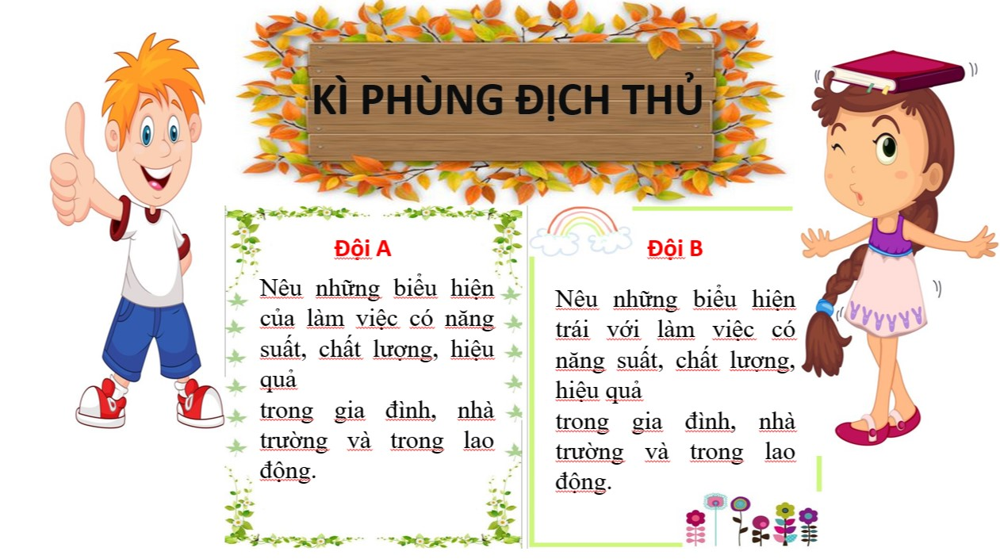 KÌ PHÙNG ĐỊCH THỦ
Đội A
Nêu những biểu hiện
của làm việc có năng
suất, chất lượng, hiệu
quả
trong gia đình, nhà
trường và trong lao
động.
Đội B
Nêu những biểu hiện
trái với làm việc có
năng suất, chất lượng,
hiệu quả
trong gia đình, nhà
trường và trong lao
động.